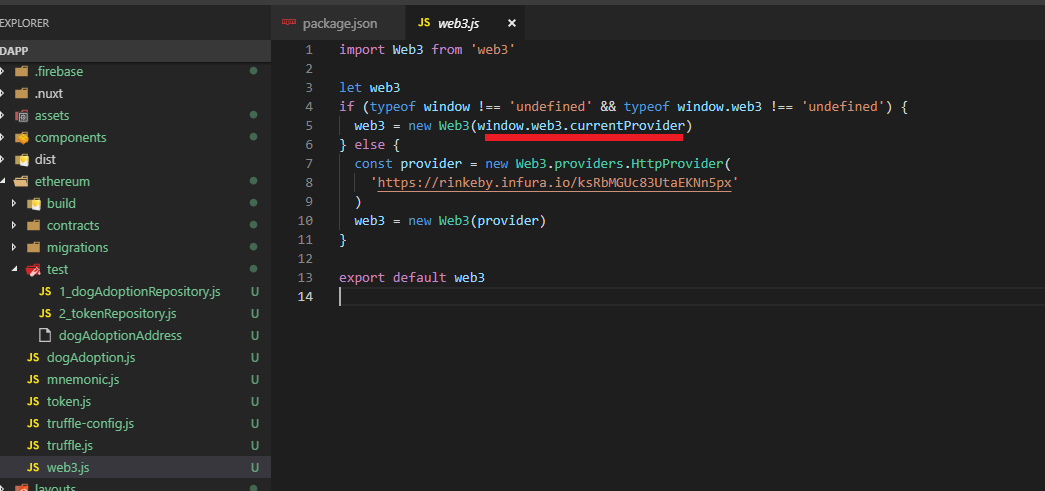 EXPLORER
DAPP
.firebase
.nuxt
assets
components
dist
ethereum
build
contracts
migrations
test
JS 1_dogAdoptionRepository.js U
JS 2_tokenRepository.js U
dogAdoptionAddress U
JS dogAdoption.js U
JS mnemonic.js U
JS token.js U
JS truffle-config.js U
JS truffle.js U
JS web3.js U
layouts
package.json JS web3.js ×
1 import Web3 from 'web3'
2
3 let web3
4 if (typeof window !== 'undefined' && typeof window.web3 !== 'undefined') {
5 web3 = new Web3(window.web3.currentProvider)
6 } else {
7 const provider = new Web3.providers.HttpProvider(
8 'https://rinkeby.infura.io/ksRbMGUc83UtaEKNn5px'
9 )
10 web3 = new Web3(provider)
11 }
12
13 export default web3
14